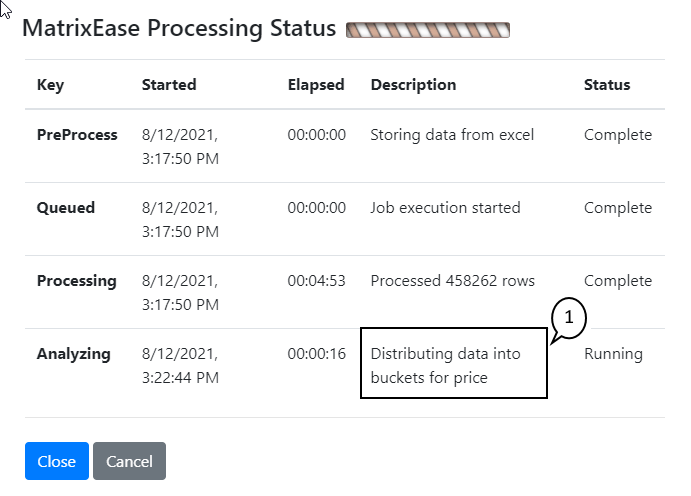 MatrixEase Processing Status
Key Started Elapsed Description Status
PreProcess 8/12/2021, 00:00:00 Storing data from excel Complete
3:17:50 PM
Queued 8/12/2021, 00:00:00 Job execution started Complete
3:17:50 PM
Processing 8/12/2021, 00:04:53 Processed 458262 rows Complete
3:17:50 PM
1
Analyzing 8/12/2021, 00:00:16 Distributing data into Running
3:22:44 PM buckets for price
Close Cancel